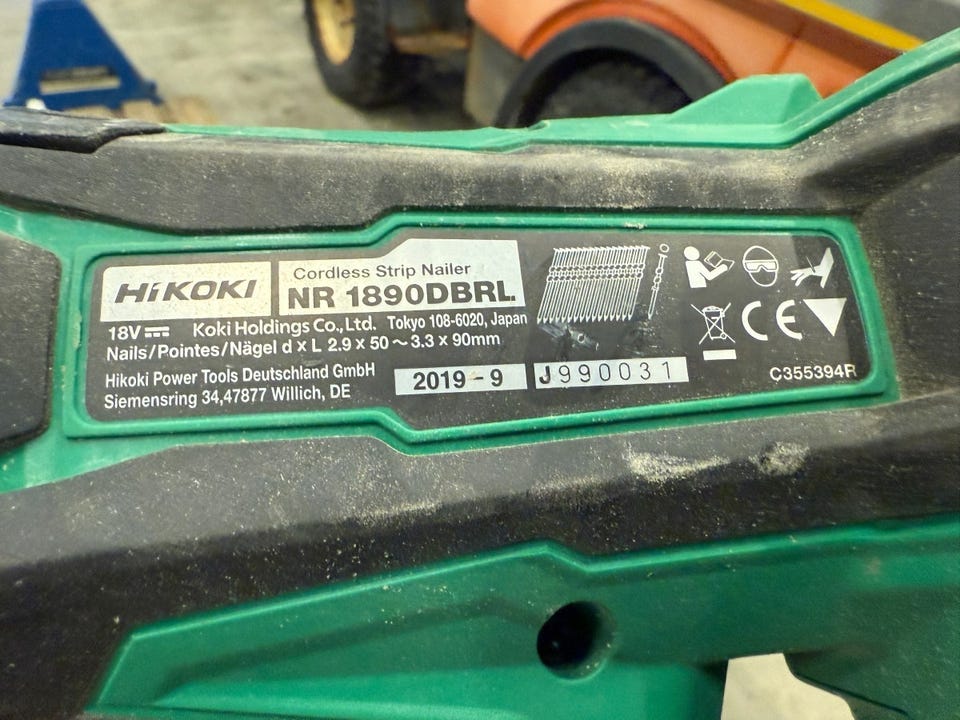 HiKOKI
Cordless Strip Nailer
NR 1890DBRL
18V Koki Holdings Co., Ltd. Tokyo 108-6020, Japan
Nails/Pointes/Nägel d x L 2.9 x 50 ~ 3.3 x 90mm
Hikoki Power Tools Deutschland GmbH
Siemensring 34,47877 Willich, DE
2019 - 9
J990031
CE
C355394R